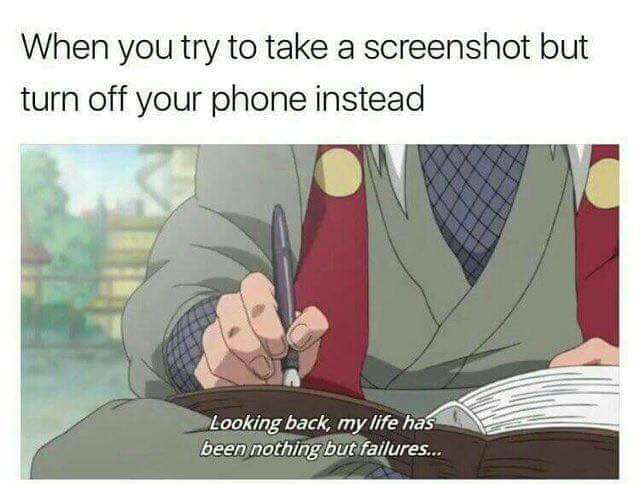 When you try to take a screenshot but
turn off your phone instead
Looking back, my life has
been nothing but failures...